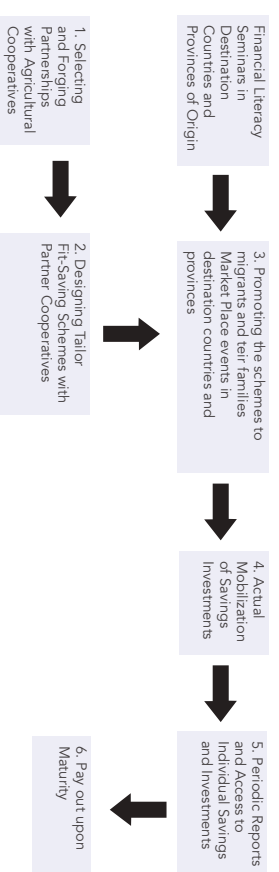 Financial Literacy
Seminars in
Destination
Countries and
Provinces of Origin
1. Selecting
and Forging
Partnerships
with Agricultural
Cooperatives
2. Designing Tailor
Fit-Saving Schemes with
Partner Cooperatives
3. Promoting the schemes to
migrants and teir families
Market Place events in
destination countries and
provinces
4. Actual
Mobilization
of Savings
Investments
5. Periodic Reports
and Access to
Individual Savings
and Investments
6. Pay out upon
Maturity